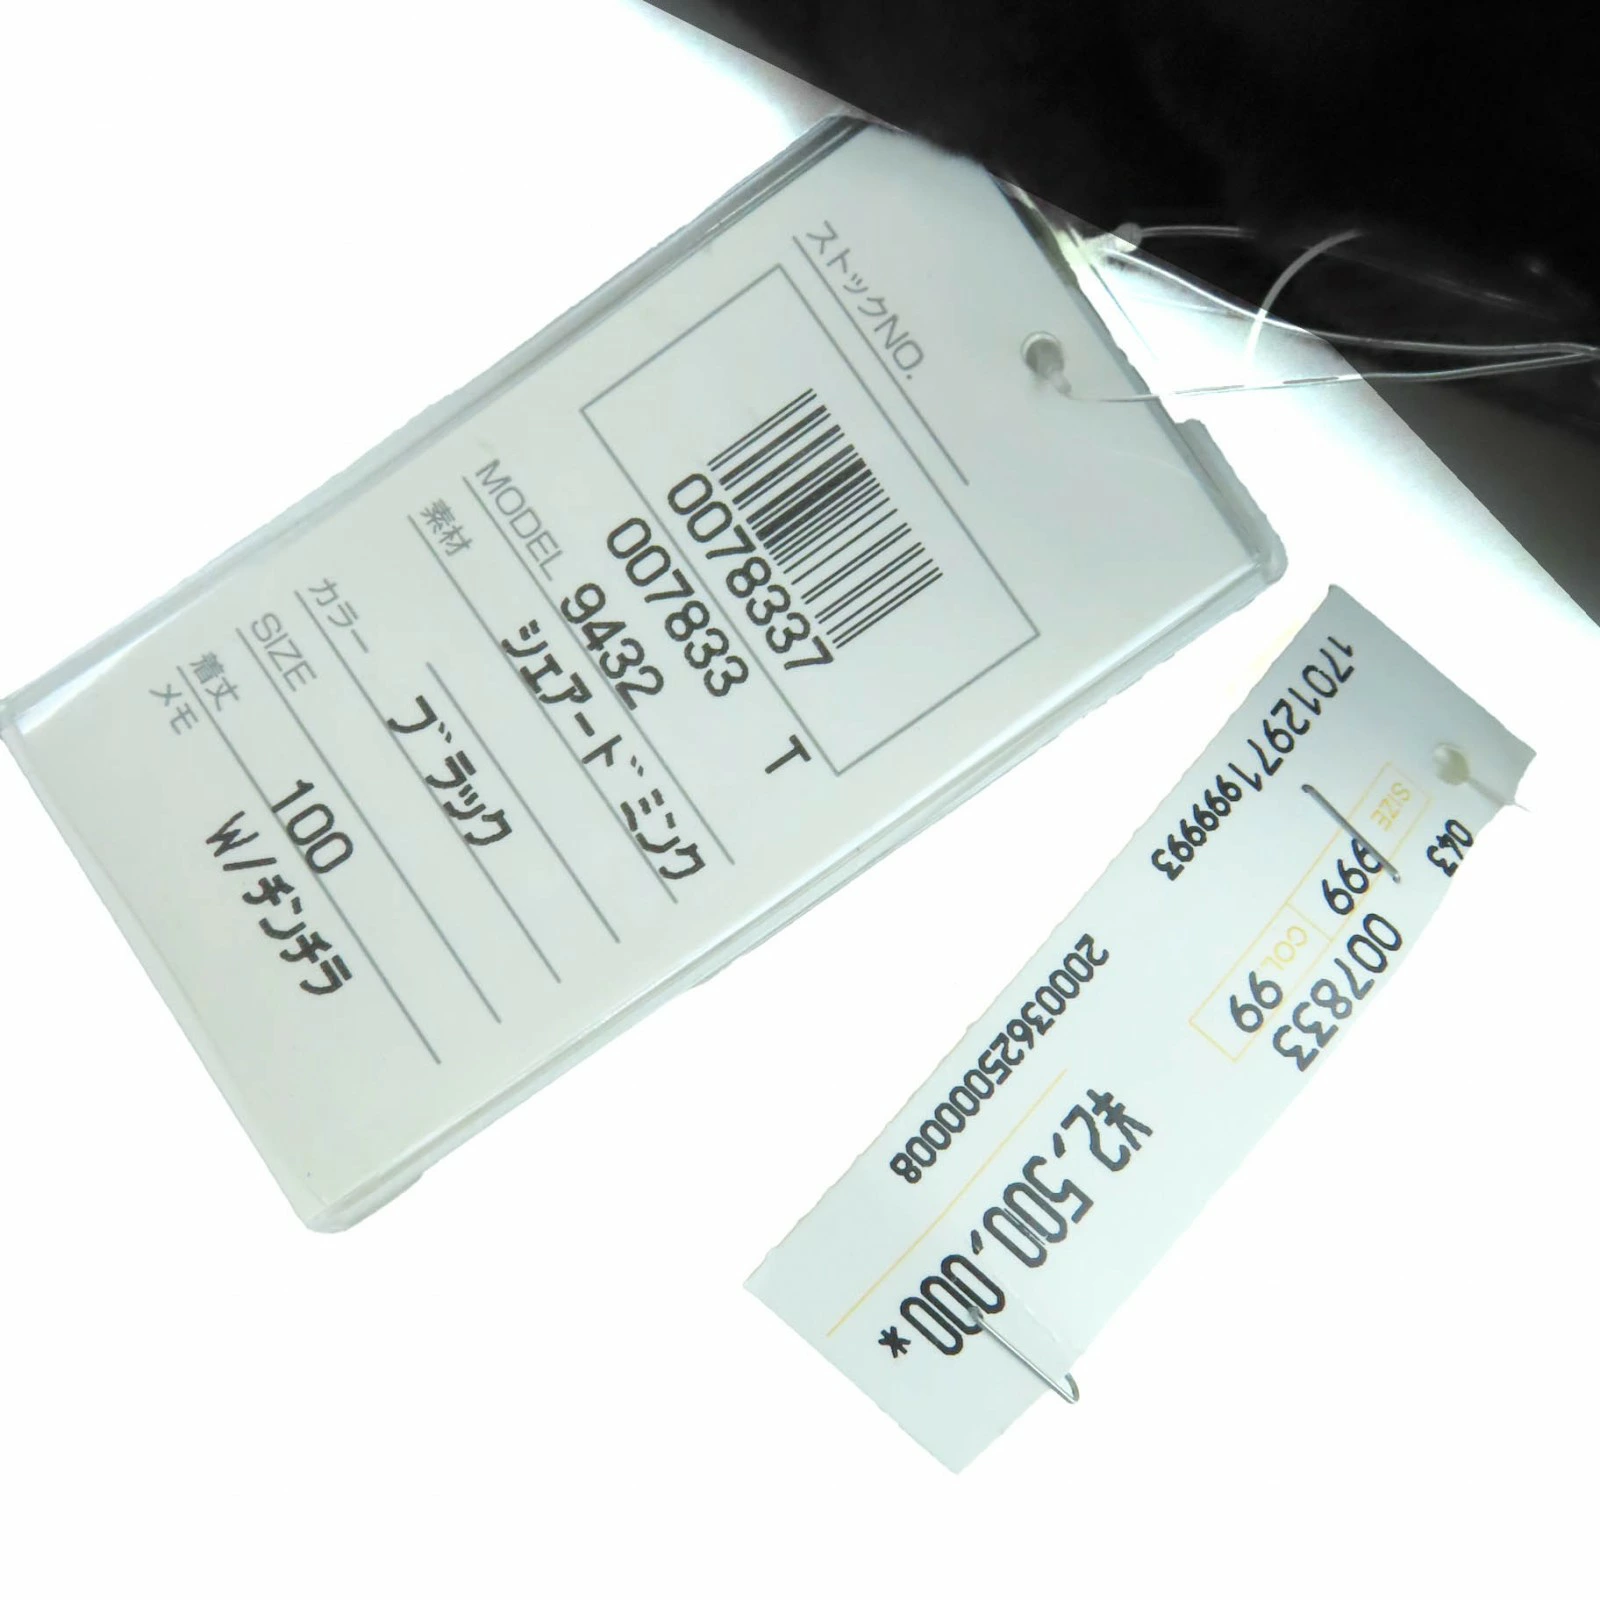 ストックNO.
0078337
007833 T
MODEL 9432
素材 シエアードミンク
カラー ブラック
SIZE
着丈 100
メモ W/チンチラ
043 007833
SIZE 999 COL 99
1701297199993
2000362500008
¥2,500,000.*